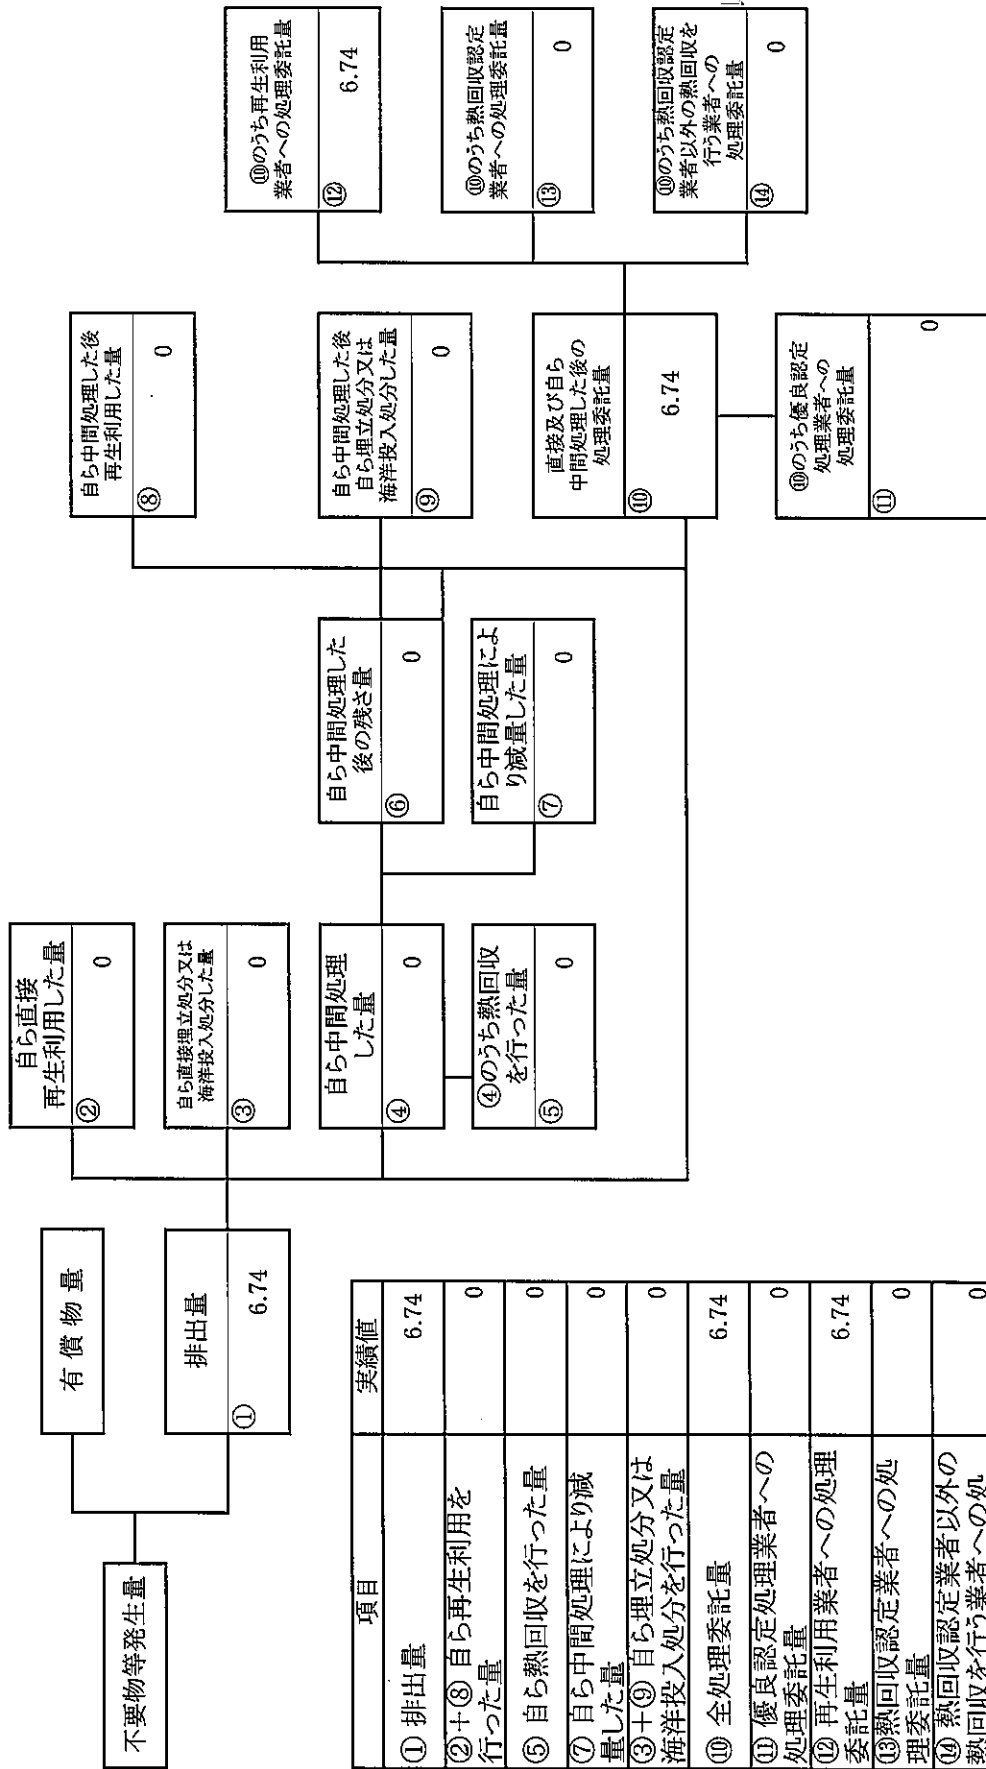 不要物等発生量
有償物量
排出量
①
6.74
自ら直接
再生利用した量
②
0
自ら直接埋立処分又は
海洋投入処分した量
③
0
自ら中間処理
した量
④
0
④のうち熱回収
を行った量
⑤
0
自ら中間処理した
後の残さ量
⑥
0
自ら中間処理によ
り減量した量
⑦
0
自ら中間処理した後
再生利用した量
⑧
0
自ら中間処理した後
自ら埋立処分又は
海洋投入処分した量
⑨
0
直接及び自ら
中間処理した後の
処理委託量
⑩
6.74
⑩のうち優良認定
処理業者への
処理委託量
⑪
0
⑩のうち再生利用
業者への処理委託量
⑫
6.74
⑩のうち熱回収認定
業者への処理委託量
⑬
0
⑩のうち熱回収認定
業者以外の熱回収を
行う業者への
処理委託量
⑭
0
項目 実績値
① 排出量 6.74
②+⑧ 自ら再生利用を
行った量 0
⑤ 自ら熱回収を行った量 0
⑦ 自ら中間処理により減
量した量 0
③+⑨ 自ら埋立処分又は
海洋投入処分を行った量 0
⑩ 全処理委託量 6.74
⑪ 優良認定処理業者への
処理委託量 0
⑫ 再生利用業者への処理
委託量 6.74
⑬熱回収認定業者への処
理委託量 0
⑭ 熱回収認定業者以外の
熱回収を行う業者への処 0